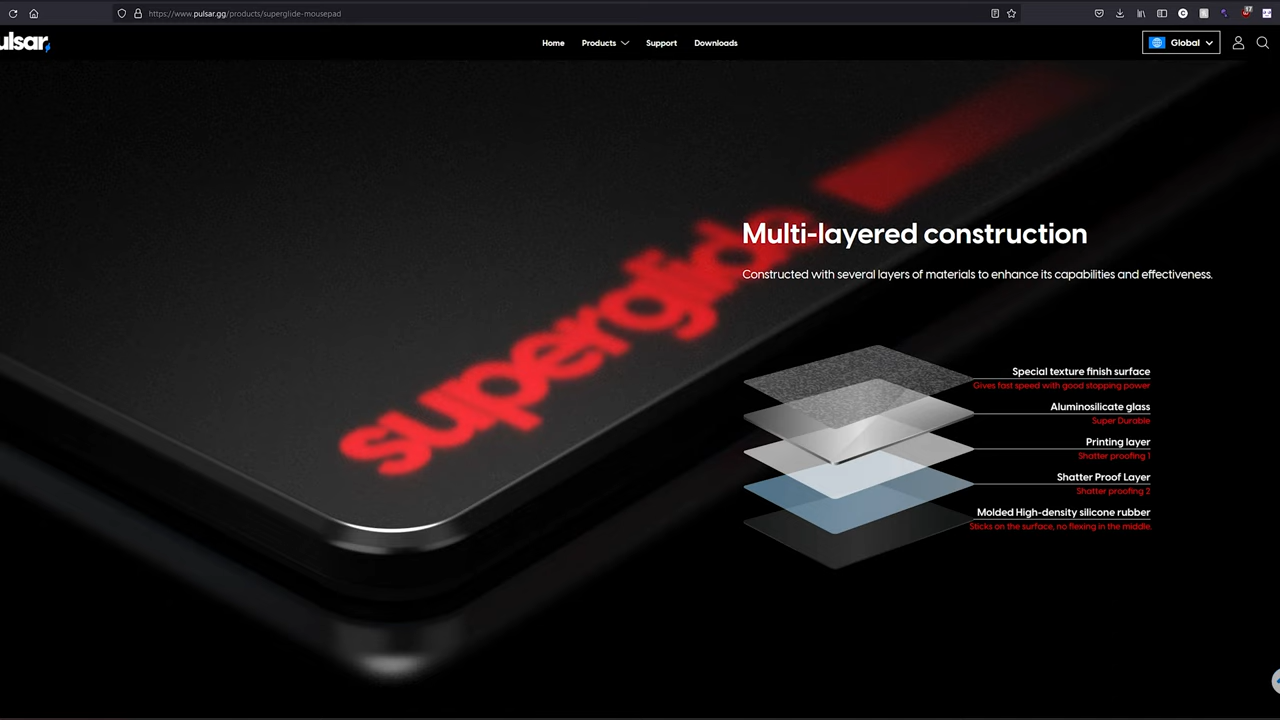 https://www.pulsar.gg/products/superglide-mousepad
57
ulsar
Home Products Support Downloads
Global
superglide
Multi-layered construction
Constructed with several layers of materials to enhance its capabilities and effectiveness.
Special texture finish surface
Gives fast speed with good stopping power
Aluminosilicate glass
Super Durable
Printing layer
Shatter proofing 1
Shatter Proof Layer
Shatter proofing 2
Molded High-density silicone rubber
Sticks on the surface, no flexing in the middle.